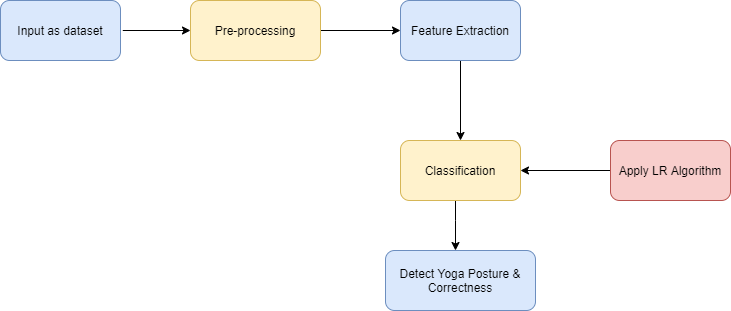 Input as dataset
Pre-processing
Feature Extraction
Classification
Apply LR Algorithm
Detect Yoga Posture &
Correctness